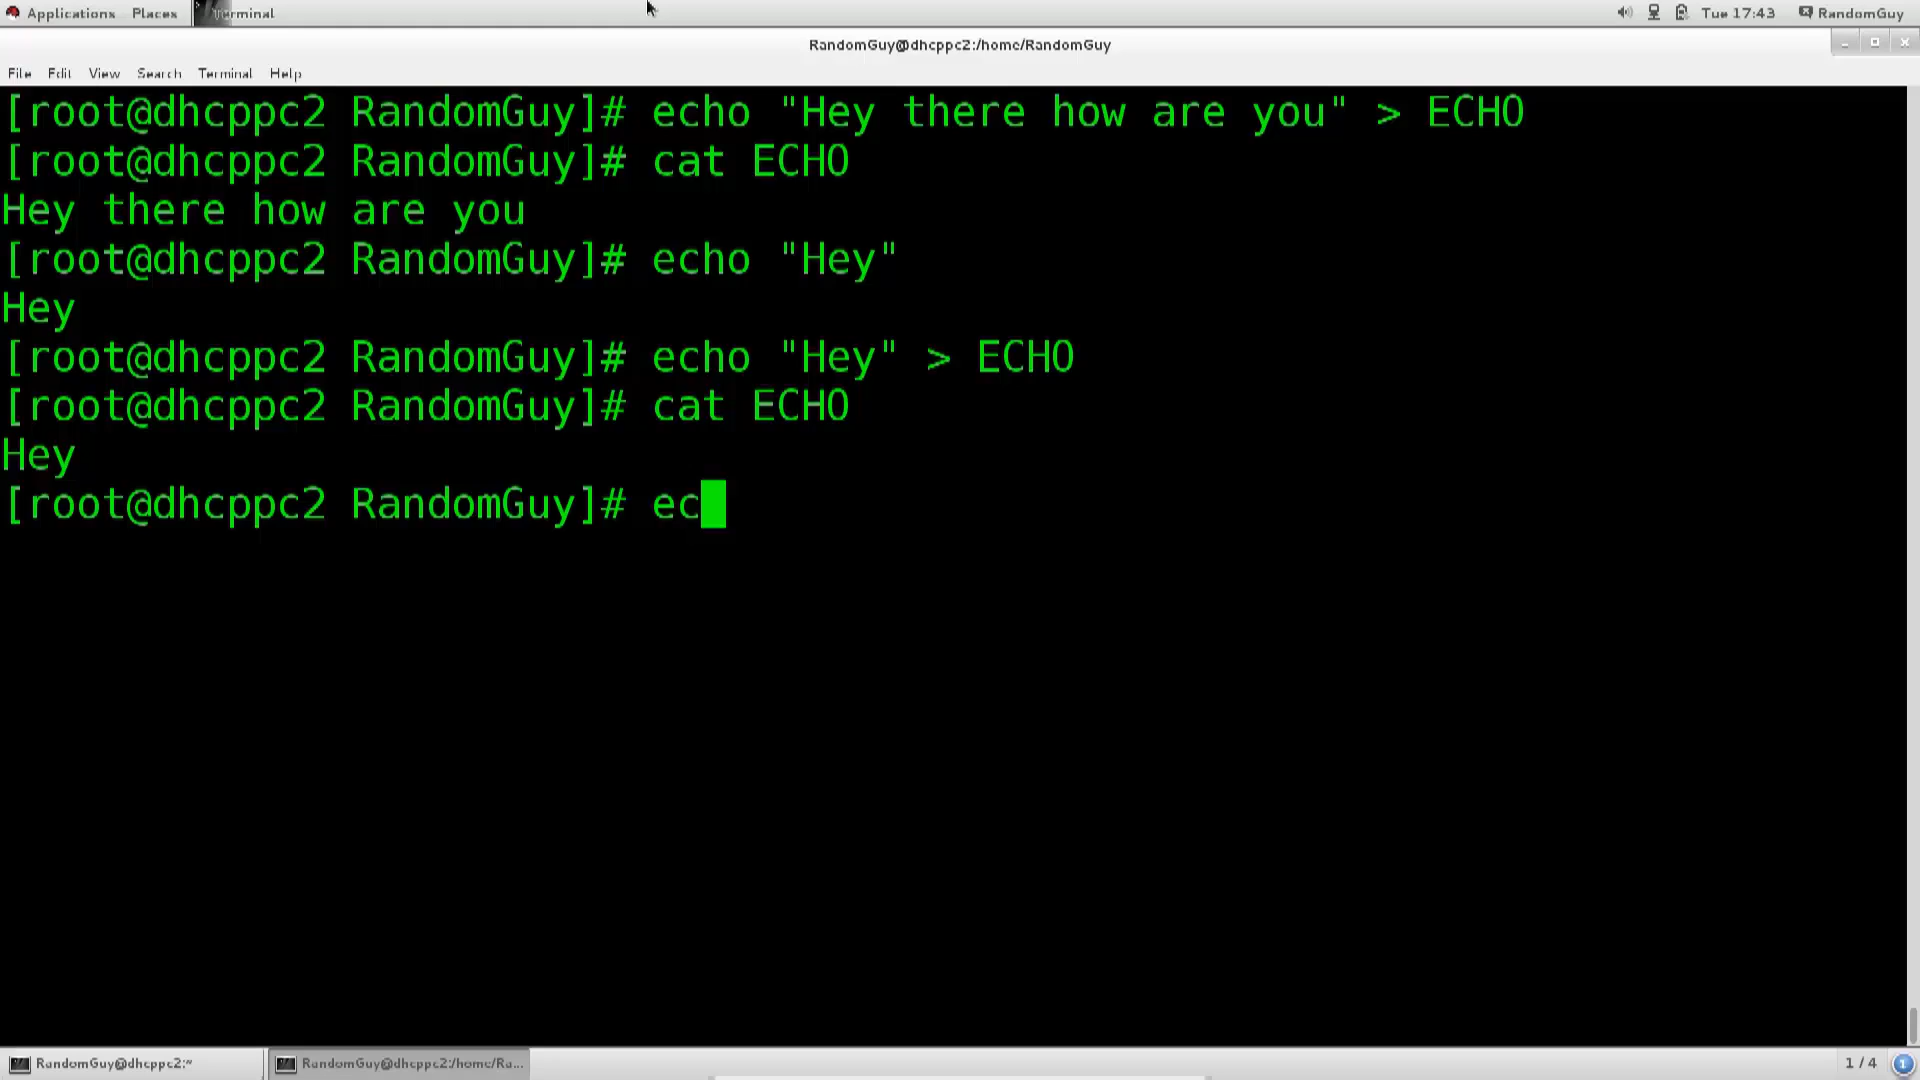 Applications Places Terminal Tue 17:43 RandomGuy
RandomGuy@dhcppc2:/home/RandomGuy
File Edit View Search Terminal Help
[root@dhcppc2 RandomGuy]# echo "Hey there how are you" > ECHO
[root@dhcppc2 RandomGuy]# cat ECHO
Hey there how are you
[root@dhcppc2 RandomGuy]# echo "Hey"
Hey
[root@dhcppc2 RandomGuy]# echo "Hey" > ECHO
[root@dhcppc2 RandomGuy]# cat ECHO
Hey
[root@dhcppc2 RandomGuy]# ec
RandomGuy@dhcppc2:~ RandomGuy@dhcppc2:/home/Ra... 1 / 4 1